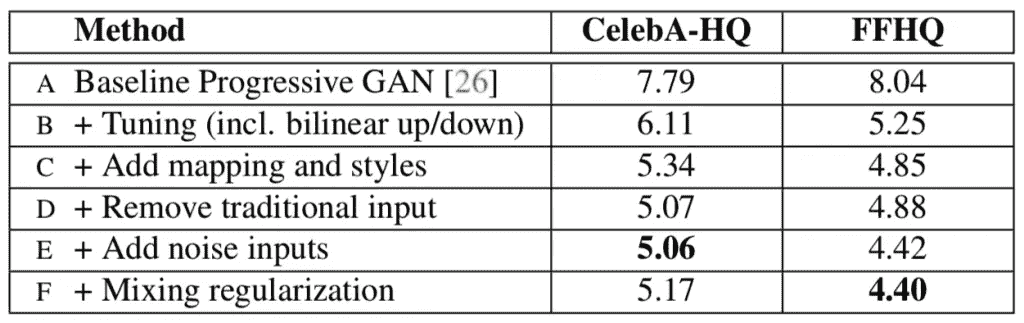 Method CelebA-HQ FFHQ
A Baseline Progressive GAN [26] 7.79 8.04
B + Tuning (incl. bilinear up/down) 6.11 5.25
C + Add mapping and styles 5.34 4.85
D + Remove traditional input 5.07 4.88
E + Add noise inputs 5.06 4.42
F + Mixing regularization 5.17 4.40